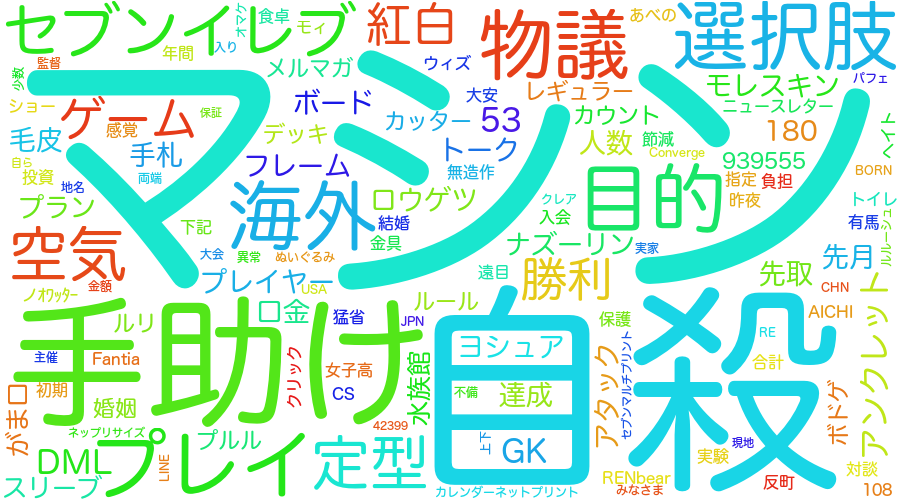 セブンイレブ
オマケ
食卓
モィ
紅白
物議
あべの
選択肢
年間
入り
監督
少数
メルマガ
ウィズ
パフェ
ショー
ゲーム
感覚
保証
ボード
大安
レギュラー
モレスキン
ニュースレター
マシン
毛皮
手札
デッキ
カッター
53
カウント
180
ヘイト
自ら
投資
両端
フレーム
トーク
人数
節減
Converge
939555
BORN
地名
無造作
指定
負担
プラン
下記
海外
ロウゲツ
クレア
目的
昨夜
トイレ
結婚
入会
有馬
空気
大会
異常
ぬいぐるみ
金具
ナズーリン
実家
先月
ルルーシュ
金額
プレイヤー
USA
遠目
勝利
先取
CHN
ﾉｵﾜｯﾀｰ
口金
猛省
ルール
JPN
AICHI
手助け
ルリ
自殺
保護
RE
ヨシュア
主催
Fantia
クリック
女子高
水族館
アタック
セブンマルチプリント
合計
アンクレット
初期
CS
不備
達成
がま口
婚姻
42399
ボドゲ
ネップリサイズ
プレイ
プルル
定型
上下
GK
現地
対談
DML
LINE
実験
スリーブ
カレンダーネットプリント
RENbear
みなさま
反町
108